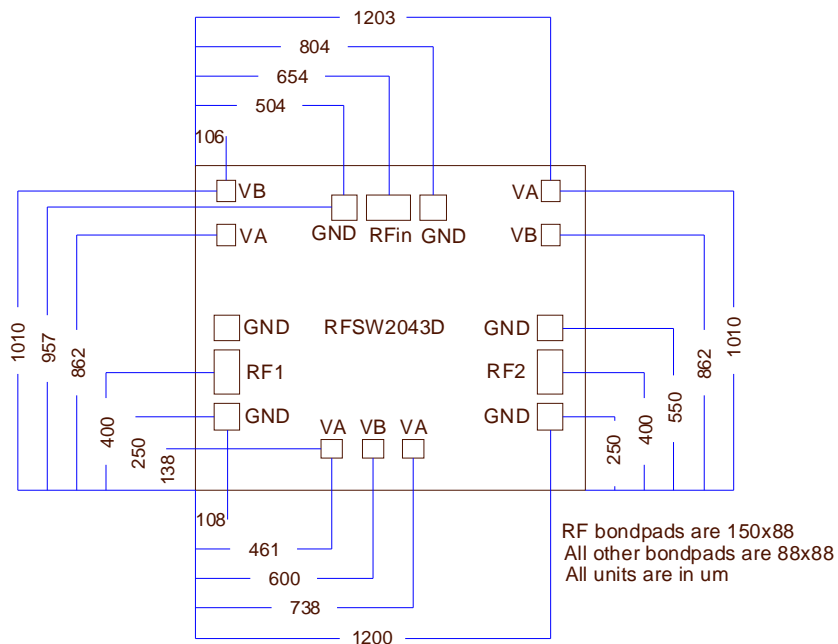 1203
804
654
504
106
VB
VA
GND
RFin
GND
VA
VB
GND
RFSW2043D
GND
RF1
RF2
GND
GND
VA
VB
VA
1010
957
862
400
250
138
108
250
400
550
862
1010
461
600
738
1200
RF bondpads are 150x88
All other bondpads are 88x88
All units are in um